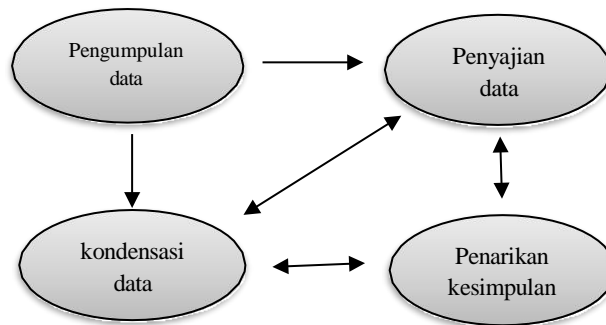 Pengumpulan
data
Penyajian
data
kondensasi
data
Penarikan
kesimpulan